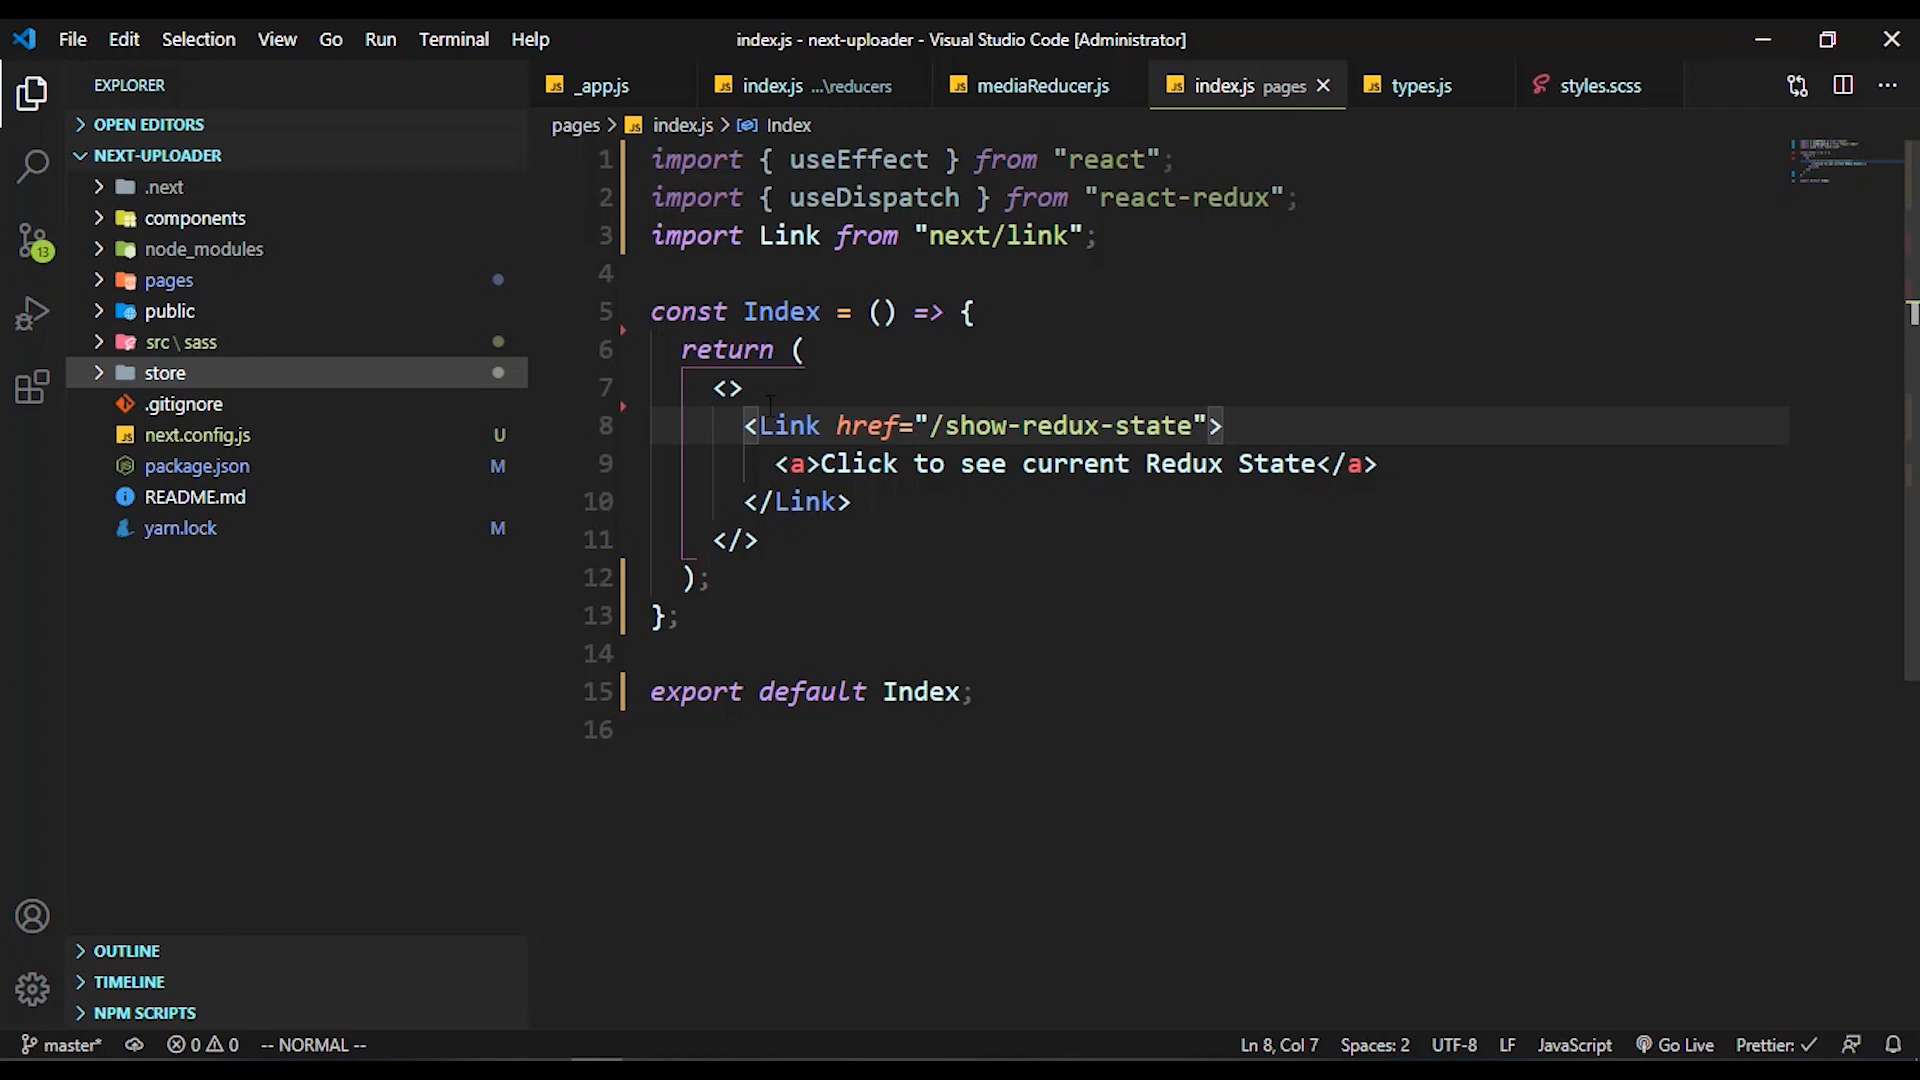 File Edit Selection View Go Run Terminal Help
index.js - next-uploader - Visual Studio Code [Administrator]
EXPLORER
OPEN EDITORS
NEXT-UPLOADER
.next
components
node_modules
pages
public
src \ sass
store
.gitignore
next.config.js U
package.json M
README.md
yarn.lock M
OUTLINE
TIMELINE
NPM SCRIPTS
13
_app.js index.js ...\reducers mediaReducer.js index.js pages types.js styles.scss
pages > index.js > Index
1 import { useEffect } from "react";
2 import { useDispatch } from "react-redux";
3 import Link from "next/link";
4
5 const Index = () => {
6 return (
7 <>
8 <Link href="/show-redux-state">
9 <a>Click to see current Redux State</a>
10 </Link>
11 </>
12 );
13 };
14
15 export default Index;
16
master* 0 0 -- NORMAL -- Ln 8, Col 7 Spaces: 2 UTF-8 LF JavaScript Go Live Prettier: ✓